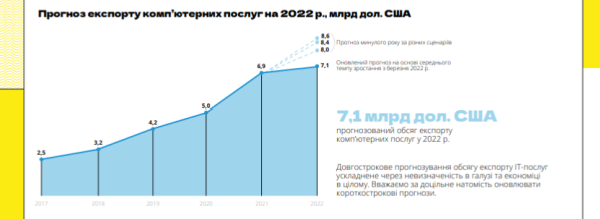 Прогноз експорту комп'ютерних послуг на 2022 р., млрд дол. США
8,6
8,4
8,0
Прогноз минулого року за різних сценаріїв
6,9
7,1
Оновлений прогноз на основі середнього
темпу зростання з березня 2022 р.
5,0
4,2
3,2
2,5
7,1 млрд дол. США
прогнозований обсяг експорту
комп'ютерних послуг у 2022 р.
Довгострокове прогнозування обсягу експорту ІТ-послуг
ускладнене через невизначеність в галузі та економіці
в цілому. Вважаємо за доцільне натомість оновлювати
короткострокові прогнози.
2017
2018
2019
2020
2021
2022